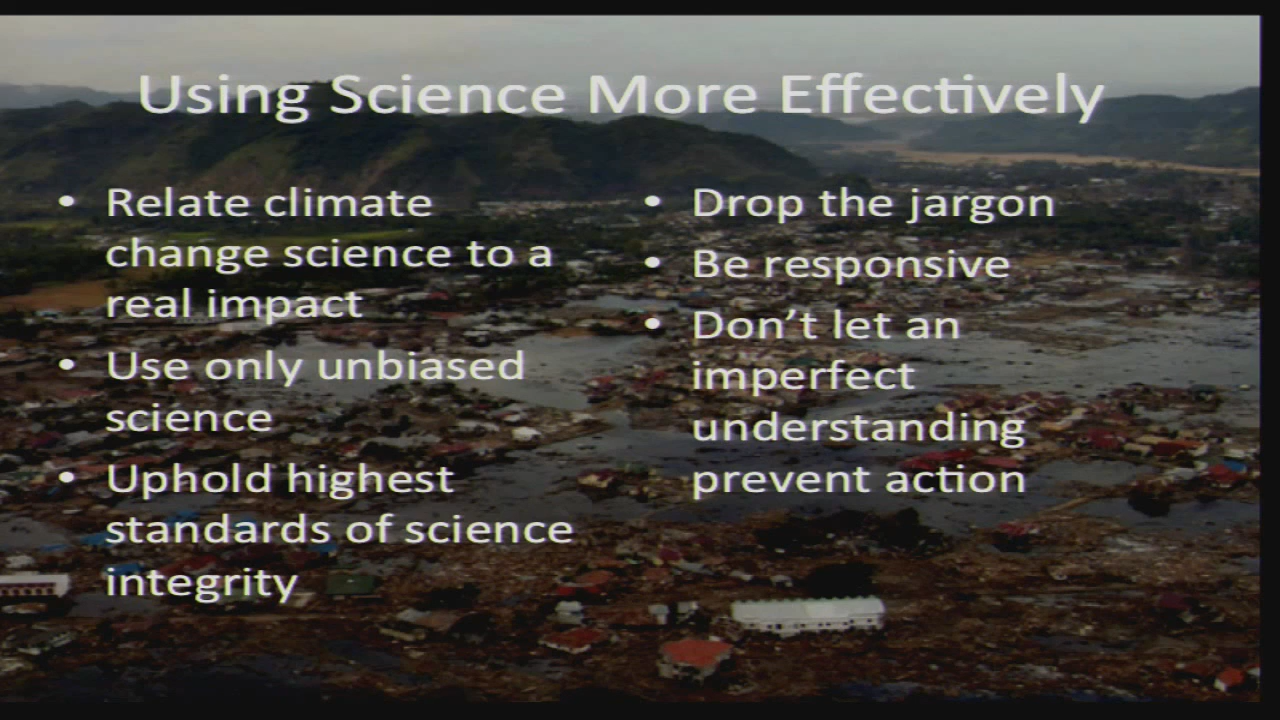 Using Science More Effectively
• Relate climate
change science to a
real impact
• Use only unbiased
science
• Uphold highest
standards of science
integrity
• Drop the jargon
• Be responsive
• Don’t let an
imperfect
understanding
prevent action